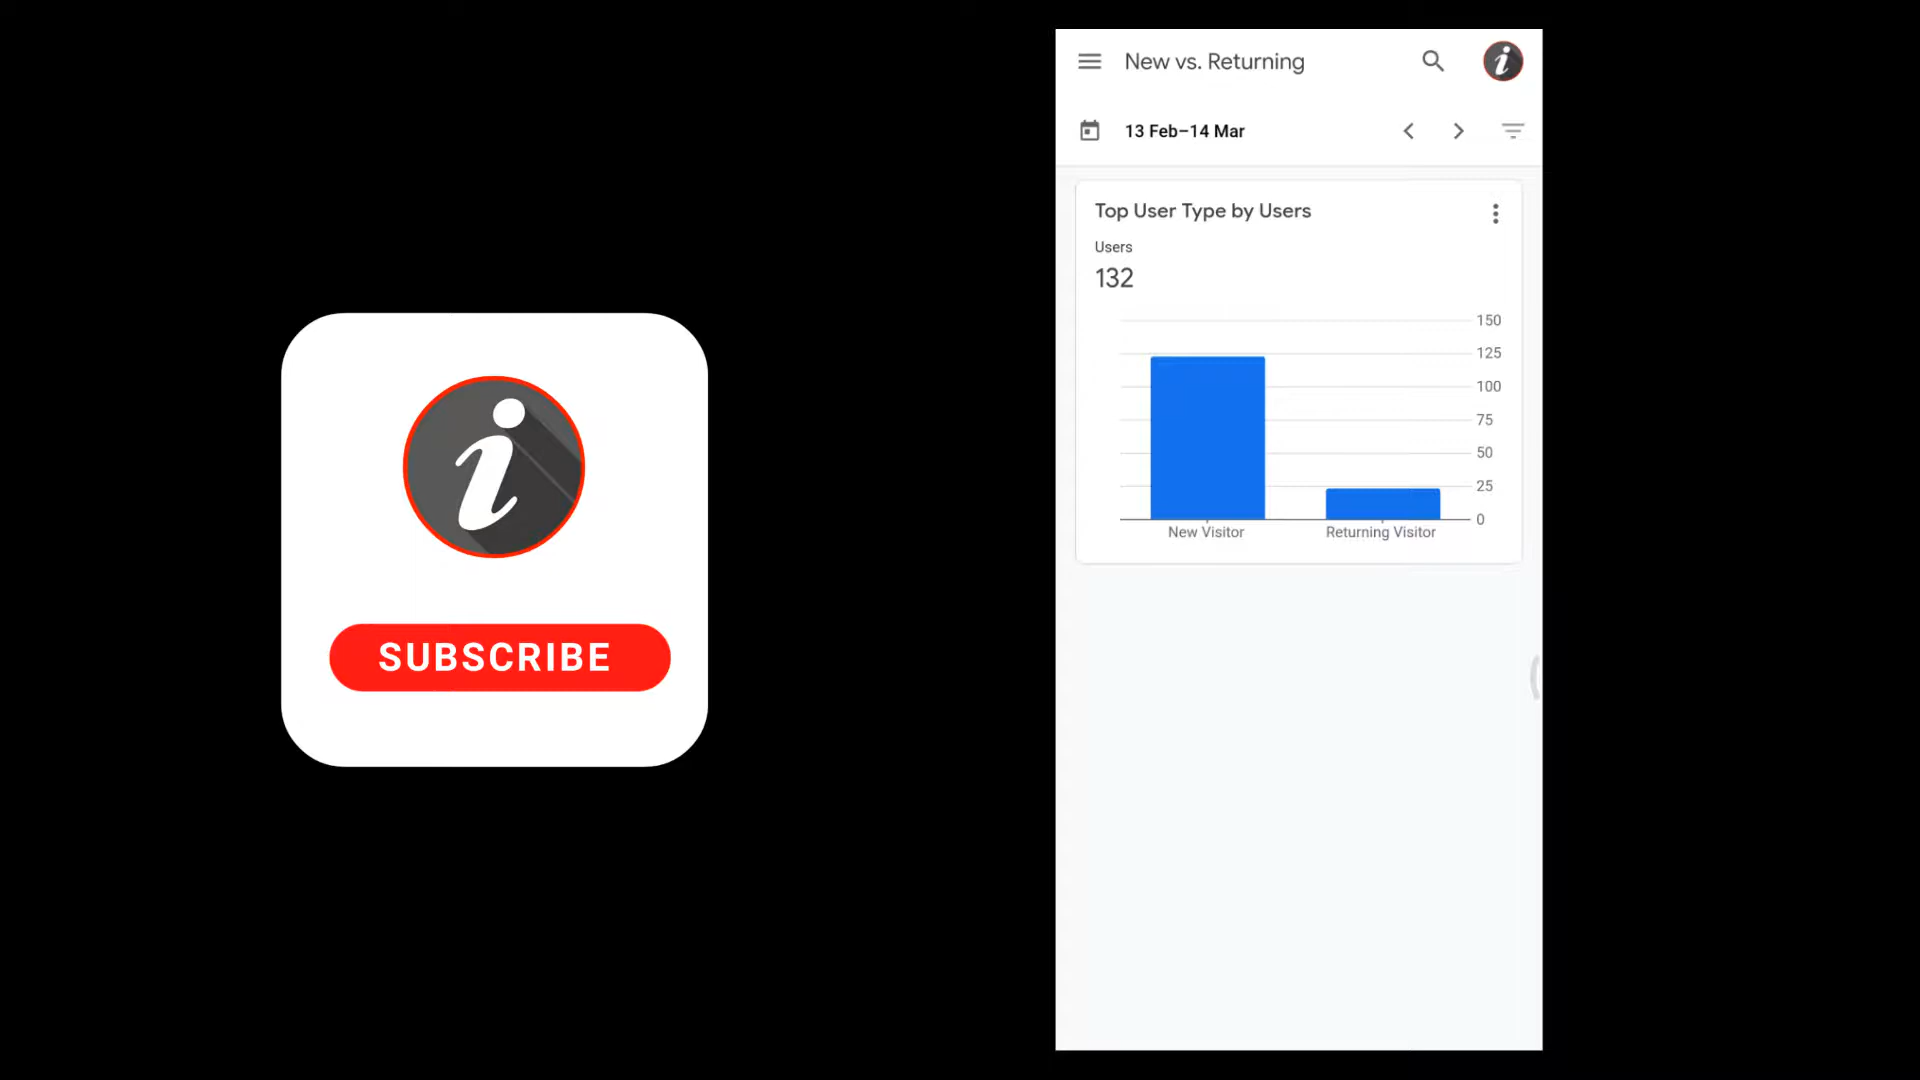 i
SUBSCRIBE
New vs. Returning
i
13 Feb–14 Mar
Top User Type by Users
Users
132
150
125
100
75
50
25
0
New Visitor
Returning Visitor